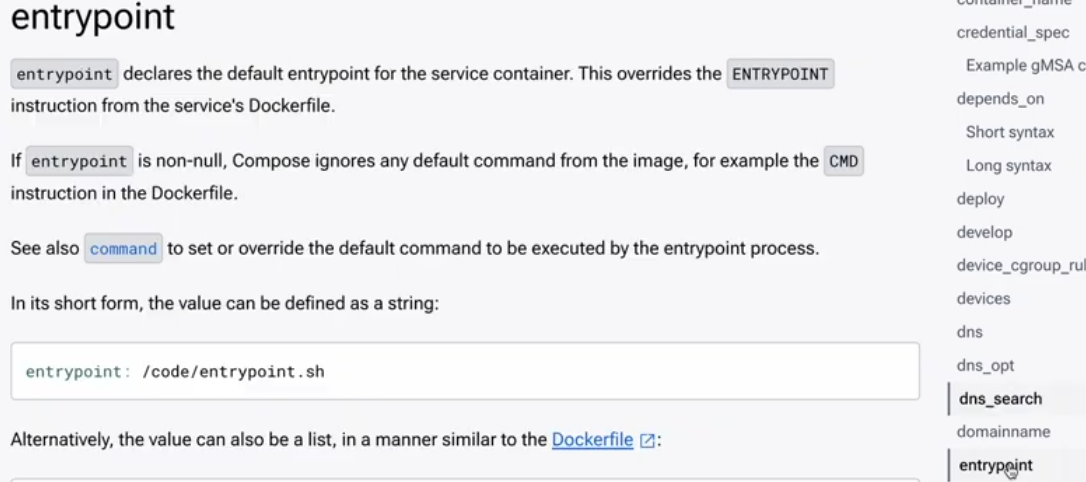 entrypoint
entrypoint declares the default entrypoint for the service container. This overrides the ENTRYPOINT
instruction from the service's Dockerfile.
If entrypoint is non-null, Compose ignores any default command from the image, for example the CMD
instruction in the Dockerfile.
See also command to set or override the default command to be executed by the entrypoint process.
In its short form, the value can be defined as a string:
entrypoint: /code/entrypoint.sh
Alternatively, the value can also be a list, in a manner similar to the Dockerfile:
container_name
credential_spec
Example gMSA c
depends_on
Short syntax
Long syntax
deploy
develop
device_cgroup_rul
devices
dns
dns_opt
dns_search
domainname
entrypoint